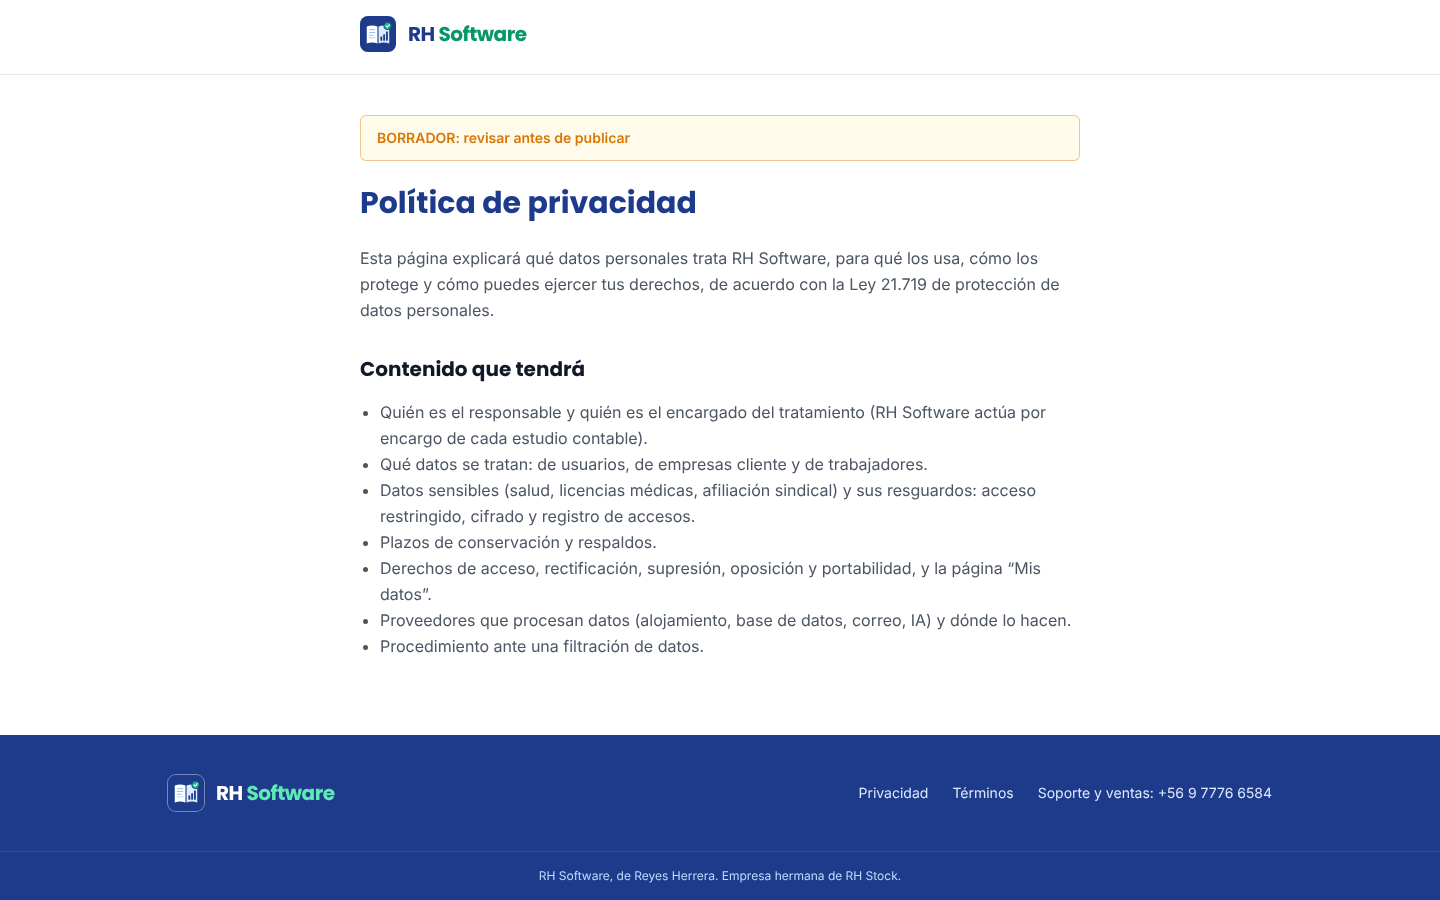 RH Software
BORRADOR: revisar antes de publicar
Política de privacidad
Esta página explicará qué datos personales trata RH Software, para qué los usa, cómo los
protege y cómo puedes ejercer tus derechos, de acuerdo con la Ley 21.719 de protección de
datos personales.
Contenido que tendrá
• Quién es el responsable y quién es el encargado del tratamiento (RH Software actúa por
encargo de cada estudio contable).
• Qué datos se tratan: de usuarios, de empresas cliente y de trabajadores.
• Datos sensibles (salud, licencias médicas, afiliación sindical) y sus resguardos: acceso
restringido, cifrado y registro de accesos.
• Plazos de conservación y respaldos.
• Derechos de acceso, rectificación, supresión, oposición y portabilidad, y la página “Mis
datos”.
• Proveedores que procesan datos (alojamiento, base de datos, correo, IA) y dónde lo hacen.
• Procedimiento ante una filtración de datos.
RH Software
Privacidad Términos Soporte y ventas: +56 9 7776 6584
RH Software, de Reyes Herrera. Empresa hermana de RH Stock.